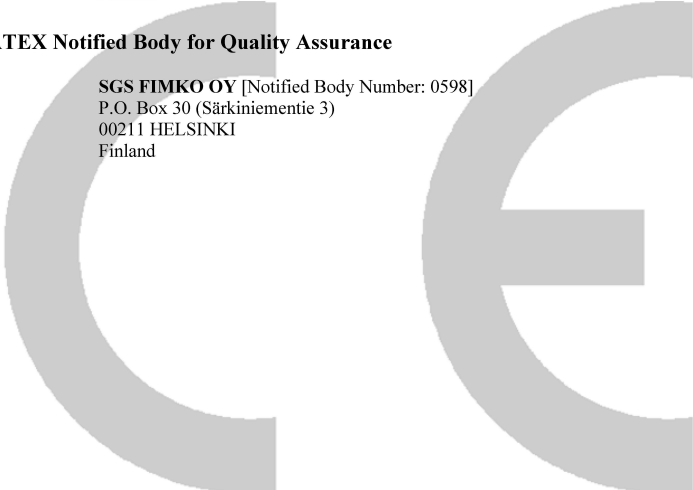 ATEX Notified Body for Quality Assurance
SGS FIMKO OY [Notified Body Number: 0598]
P.O. Box 30 (Särkiniementie 3)
00211 HELSINKI
Finland
CE